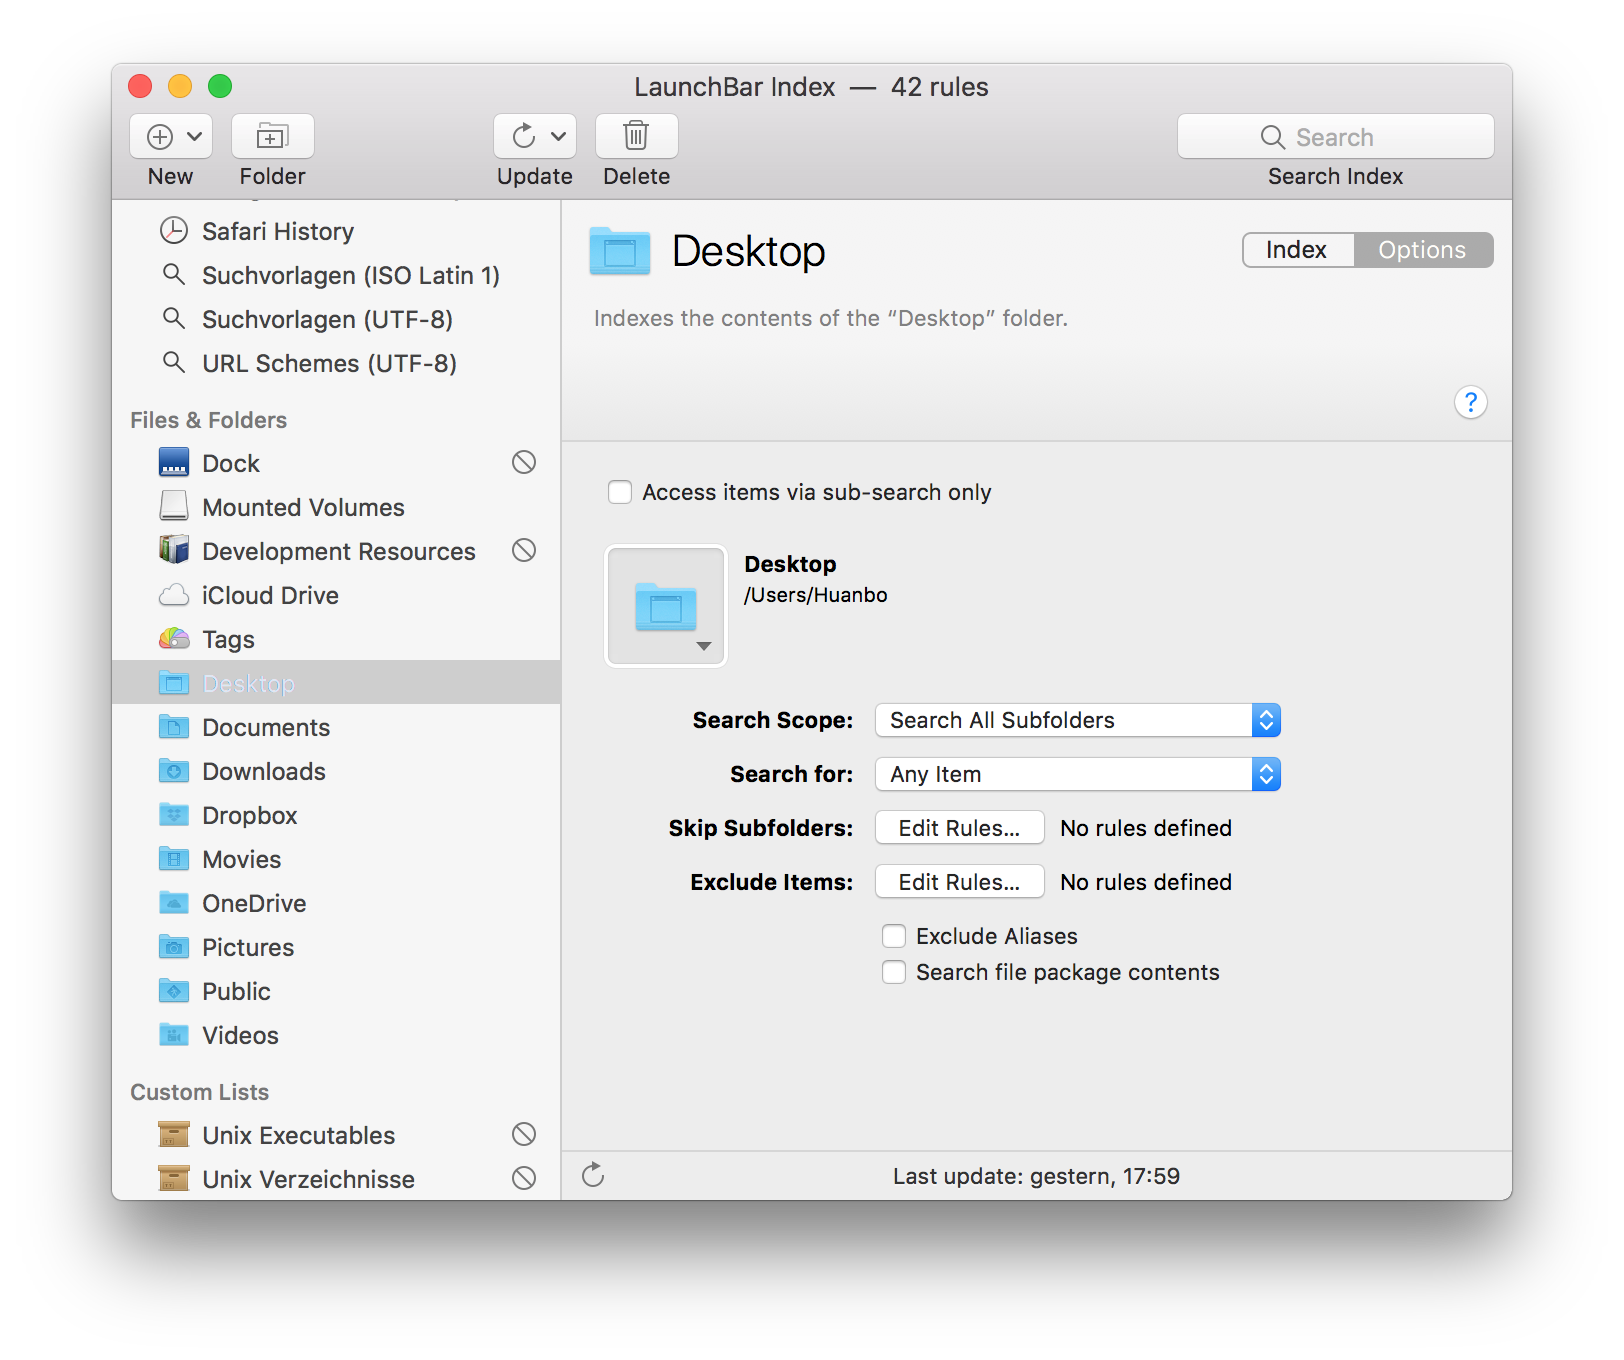 LaunchBar Index — 42 rules
New
Folder
Update
Delete
Search
Search Index
Safari History
Suchvorlagen (ISO Latin 1)
Suchvorlagen (UTF-8)
URL Schemes (UTF-8)
Files & Folders
Dock
Mounted Volumes
Development Resources
iCloud Drive
Tags
Desktop
Documents
Downloads
Dropbox
Movies
OneDrive
Pictures
Public
Videos
Custom Lists
Unix Executables
Unix Verzeichnisse
Desktop
Index Options
Indexes the contents of the “Desktop” folder.
?
Access items via sub-search only
Desktop
/Users/Huanbo
Search Scope: Search All Subfolders
Search for: Any Item
Skip Subfolders: Edit Rules... No rules defined
Exclude Items: Edit Rules... No rules defined
Exclude Aliases
Search file package contents
Last update: gestern, 17:59